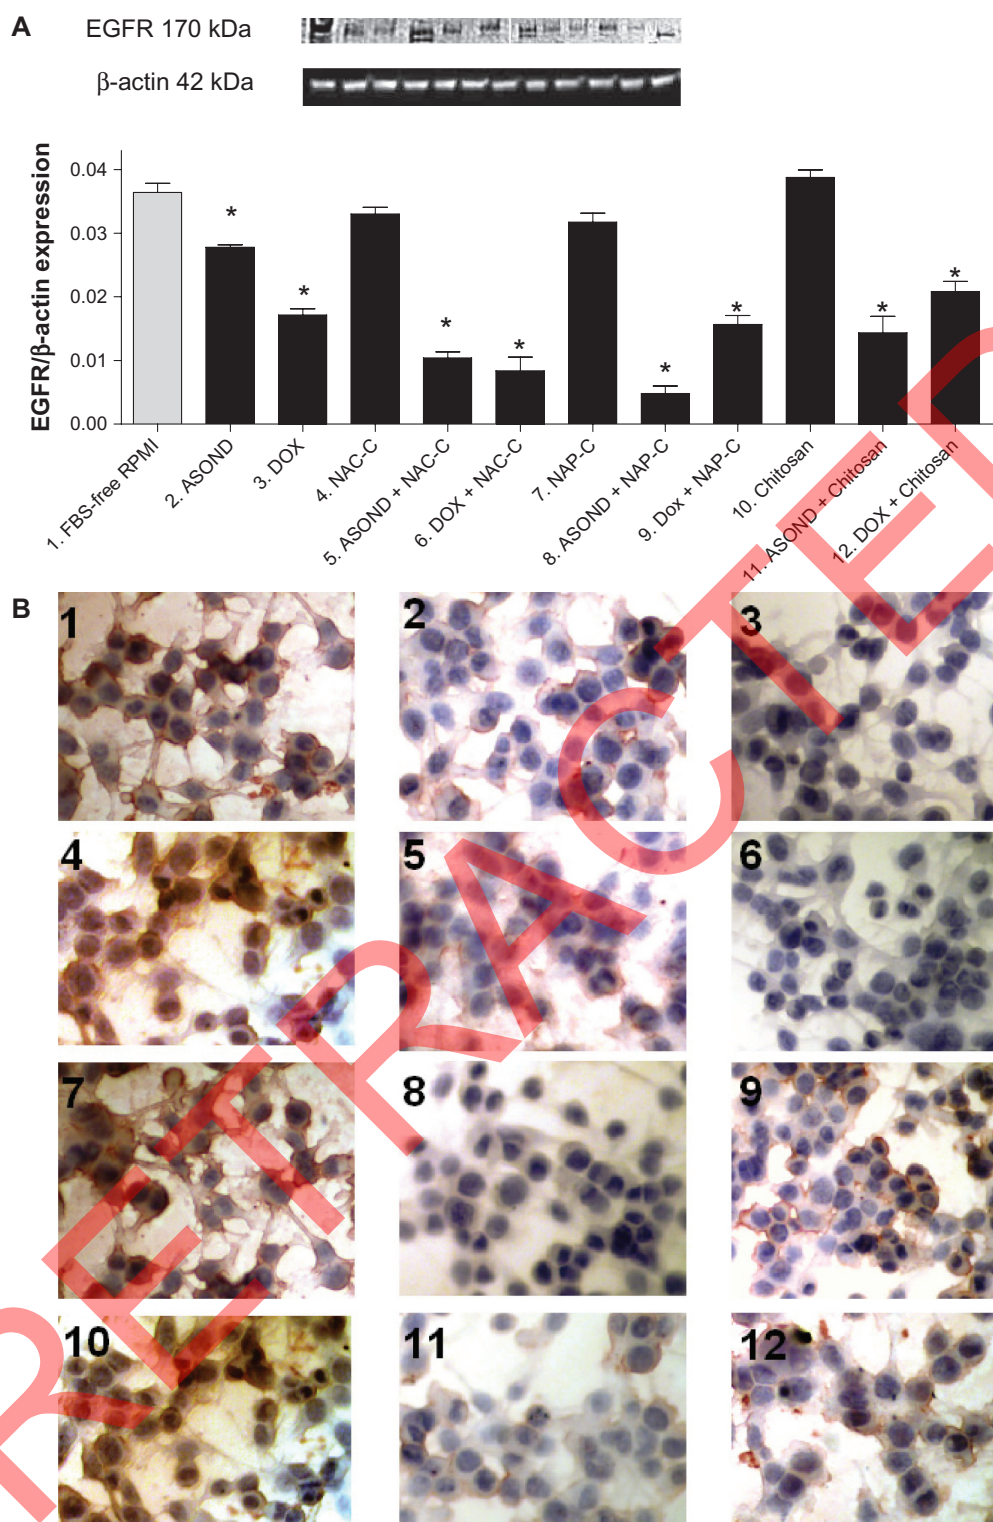 A
EGFR 170 kDa
β-actin 42 kDa
EGFR/β-actin expression
0.04
0.03
0.02
0.01
0.00
* * * * * * * *
1. FBS-free RPMI
2. ASOND
3. DOX
4. NAC-C
5. ASOND + NAC-C
6. DOX + NAC-C
7. NAP-C
8. ASOND + NAP-C
9. Dox + NAP-C
10. Chitosan
11. ASOND + Chitosan
12. DOX + Chitosan
B
1 2 3
4 5 6
7 8 9
10 11 12
RETRACTED